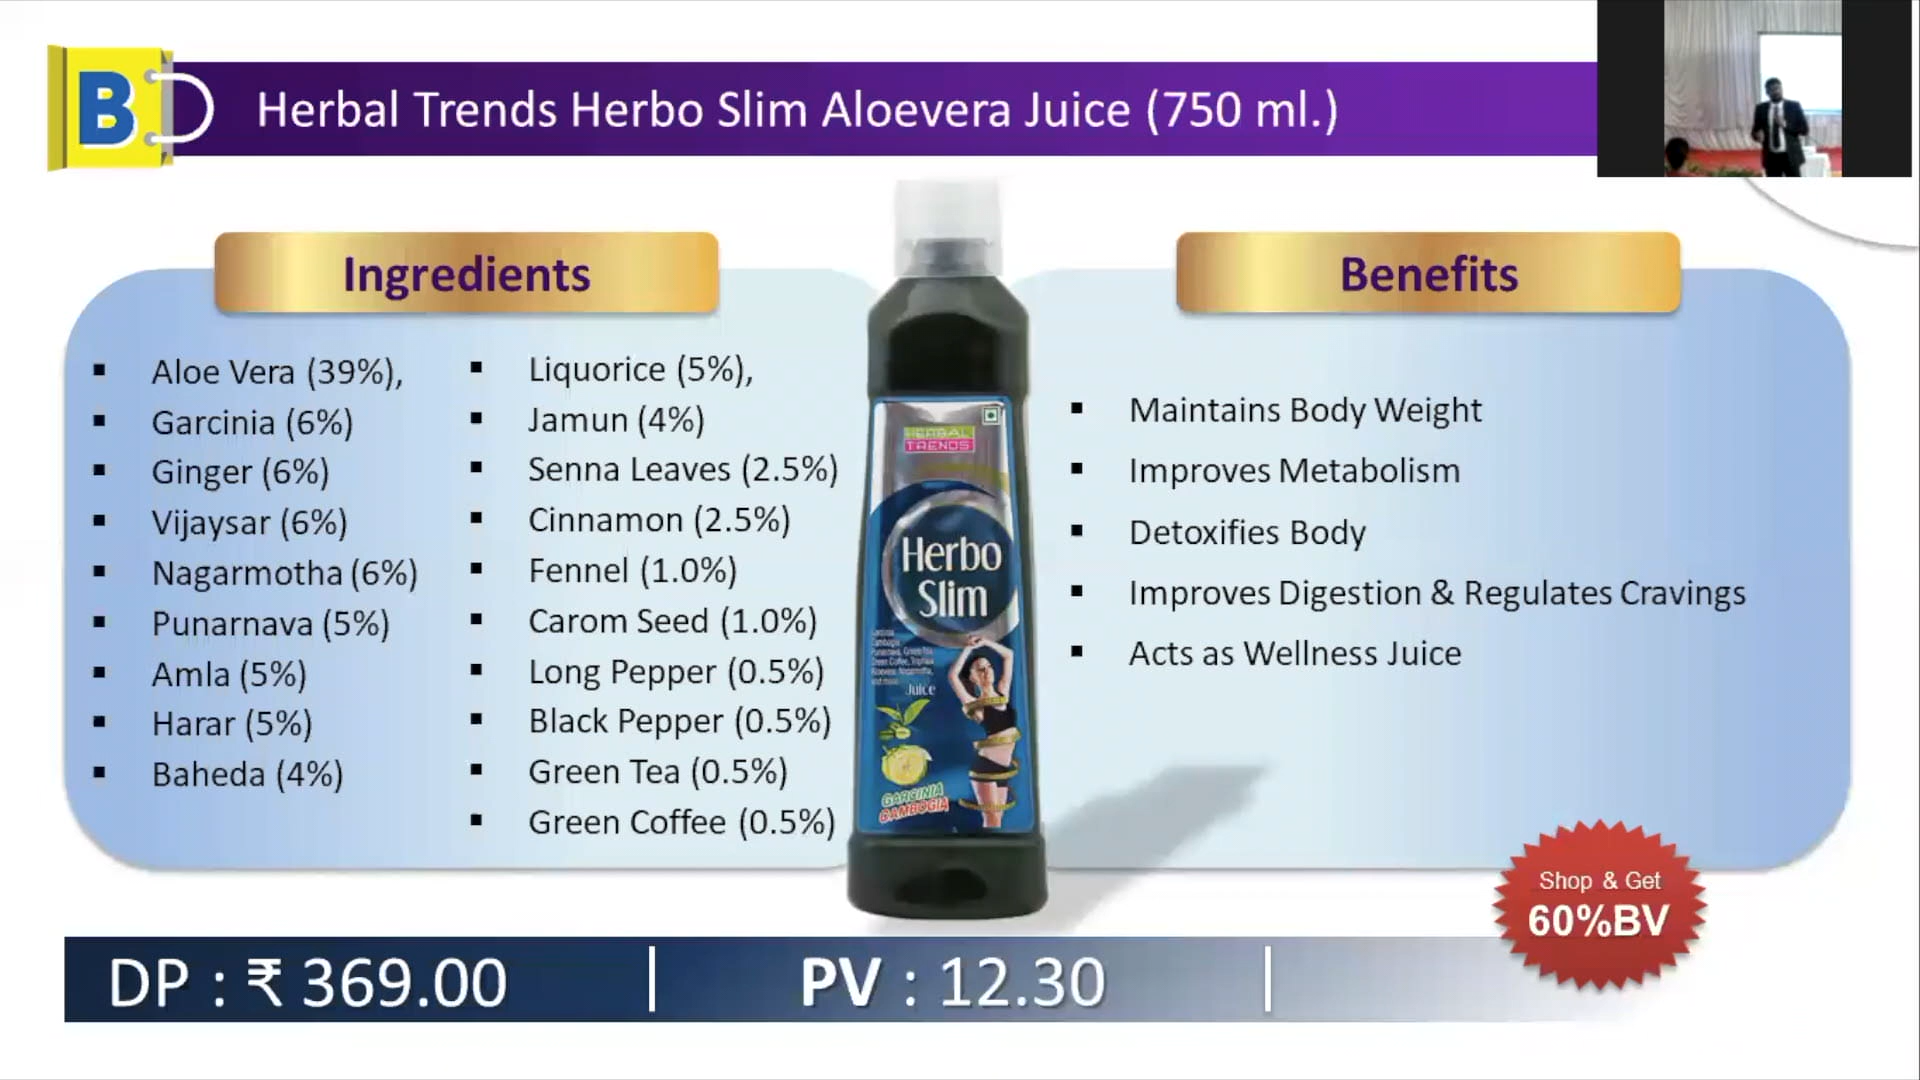 B
Herbal Trends Herbo Slim Aloevera Juice (750 ml.)
Ingredients
Aloe Vera (39%),
Garcinia (6%)
Ginger (6%)
Vijaysar (6%)
Nagarmotha (6%)
Punarnava (5%)
Amla (5%)
Harar (5%)
Baheda (4%)
Liquorice (5%),
Jamun (4%)
Senna Leaves (2.5%)
Cinnamon (2.5%)
Fennel (1.0%)
Carom Seed (1.0%)
Long Pepper (0.5%)
Black Pepper (0.5%)
Green Tea (0.5%)
Green Coffee (0.5%)
HERBAL
TRENDS
Herbo
Slim
Juice
GARCINIA
CAMBOGIA
Benefits
Maintains Body Weight
Improves Metabolism
Detoxifies Body
Improves Digestion & Regulates Cravings
Acts as Wellness Juice
Shop & Get
60%BV
DP : ₹ 369.00
PV : 12.30